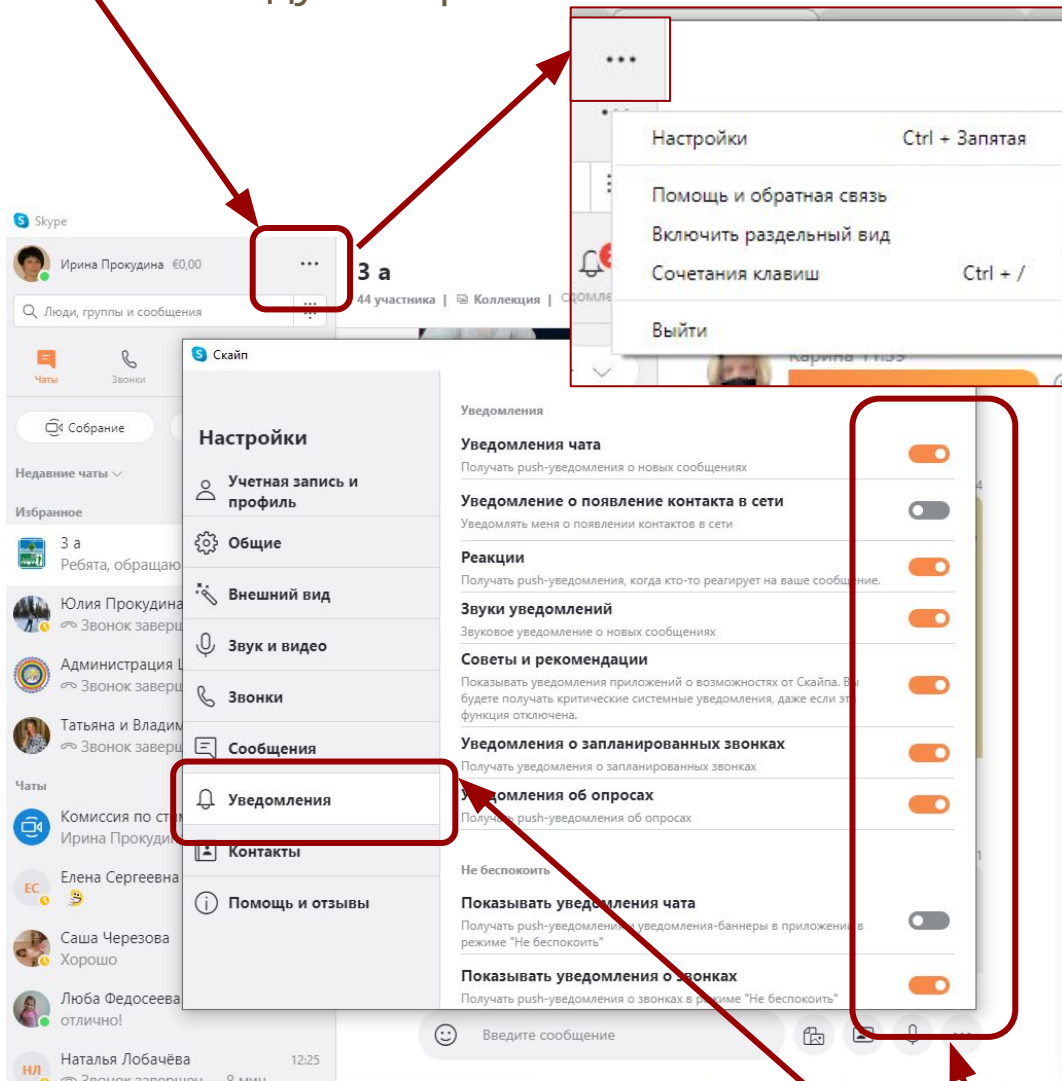 Настройки Ctrl + Запятая
Помощь и обратная связь
Включить раздельный вид
Сочетания клавиш Ctrl + /
Выйти
Карина 11:59
Skype
Ирина Прокудина €0,00
Люди, группы и сообщения
Чаты
Звонки
Собрание
Недавние чаты
Избранное
3 а
Ребята, обращаю
Юлия Прокудина
Звонок заверш
Администрация
Звонок заверш
Татьяна и Владим
Звонок заверш
Чаты
Комиссия по
Ирина Прокудин
ЕС
Елена Сергеевна
Саша Черезова
Хорошо
Люба Федосеева
отлично!
НЛ
Наталья Лобачёва 12:25
Звонок завершен 8 мин
3 а
44 участника | Коллекция |
Скайп
Настройки
Учетная запись и
профиль
Общие
Внешний вид
Звук и видео
Звонки
Сообщения
Уведомления
Контакты
Помощь и отзывы
Уведомления
Уведомления чата
Получать push-уведомления о новых сообщениях
Уведомление о появление контакта в сети
Уведомлять меня о появлении контактов в сети
Реакции
Получать push-уведомления, когда кто-то реагирует на ваше сообщение.
Звуки уведомлений
Звуковое уведомление о новых сообщениях
Советы и рекомендации
Показывать уведомления приложений о возможностях от Скайпа. Вы
будете получать критические системные уведомления, даже если эта
функция отключена.
Уведомления о запланированных звонках
Получать уведомления о запланированных звонках
Уведомления об опросах
Получать push-уведомления об опросах
Не беспокоить
Показывать уведомления чата
Получать push-уведомления и уведомления-баннеры в приложении в
режиме "Не беспокоить"
Показывать уведомления о звонках
Получать push-уведомления о звонках в режиме "Не беспокоить"
Введите сообщение